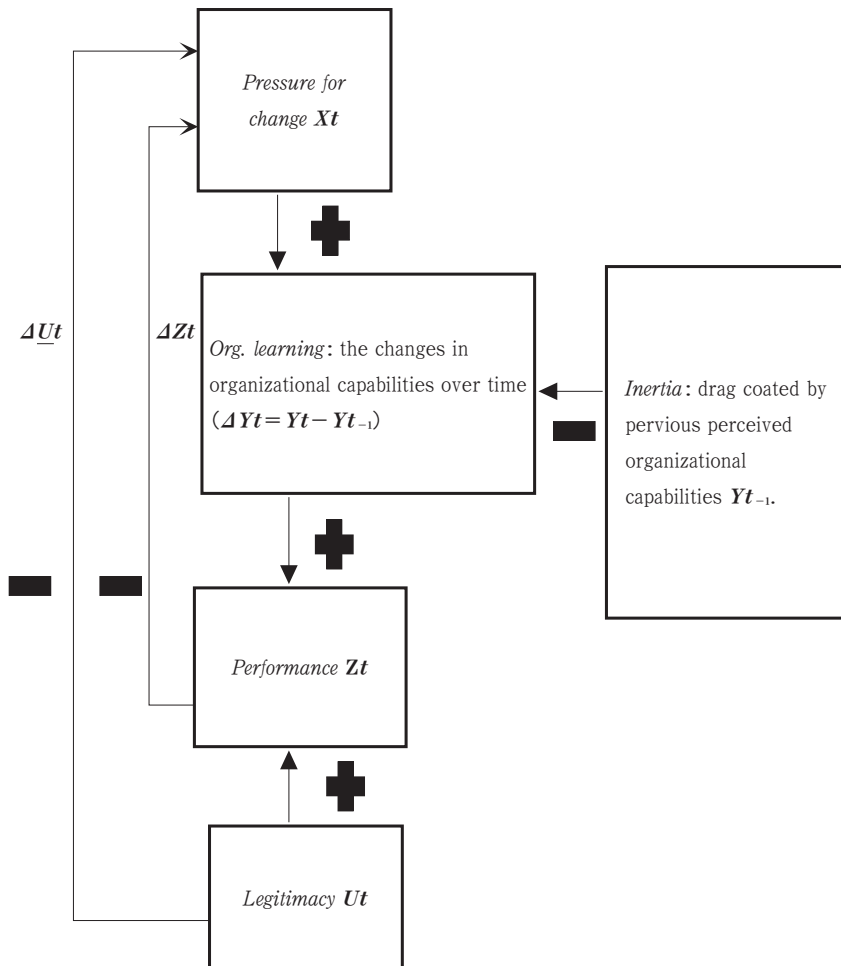 Pressure for
change Xt
ΔUt
ΔZt
Org. learning: the changes in
organizational capabilities over time
(ΔYt=Yt−Yt−1)
Inertia: drag coated by
pervious perceived
organizational
capabilities Yt−1.
Performance Zt
Legitimacy Ut